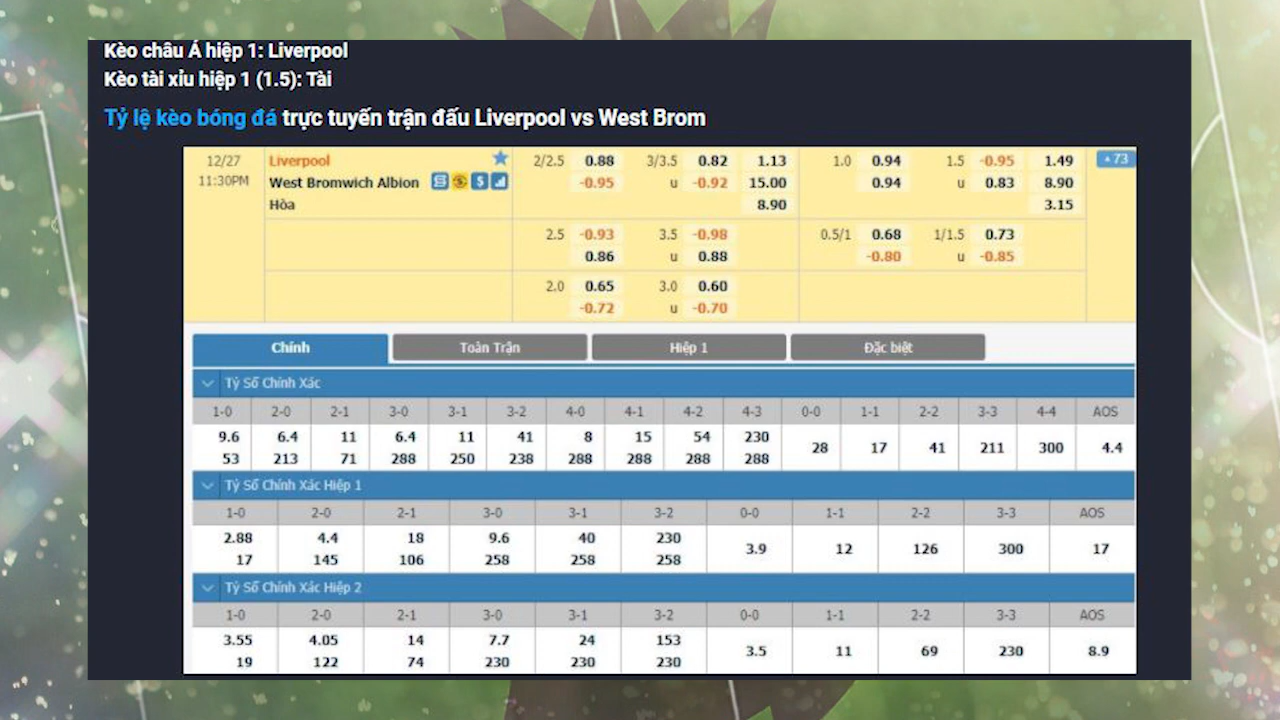 Kèo châu Á hiệp 1: Liverpool
Kèo tài xỉu hiệp 1 (1.5): Tài
Tỷ lệ kèo bóng đá trực tuyến trận đấu Liverpool vs West Brom
12/27 Liverpool 2/2.5 0.88 3/3.5 0.82 1.13 1.0 0.94 1.5 -0.95 1.49 73
11:30PM West Bromwich Albion -0.95 u -0.92 15.00 0.94 u 0.83 8.90
Hòa 8.90 3.15
2.5 -0.93 3.5 -0.98 0.5/1 0.68 1/1.5 0.73
0.86 u 0.88 -0.80 u -0.85
2.0 0.65 3.0 0.60
-0.72 u -0.70
Chính Toàn Trận Hiệp 1 Đặc biệt
Tỷ Số Chính Xác
1-0 2-0 2-1 3-0 3-1 3-2 4-0 4-1 4-2 4-3 0-0 1-1 2-2 3-3 4-4 AOS
9.6 6.4 11 6.4 11 41 8 15 54 230 28 17 41 211 300 4.4
53 213 71 288 250 238 288 288 288 288
Tỷ Số Chính Xác Hiệp 1
1-0 2-0 2-1 3-0 3-1 3-2 0-0 1-1 2-2 3-3 AOS
2.88 4.4 18 9.6 40 230 3.9 12 126 300 17
17 145 106 258 258 258
Tỷ Số Chính Xác Hiệp 2
1-0 2-0 2-1 3-0 3-1 3-2 0-0 1-1 2-2 3-3 AOS
3.55 4.05 14 7.7 24 153 3.5 11 69 230 8.9
19 122 74 230 230 230